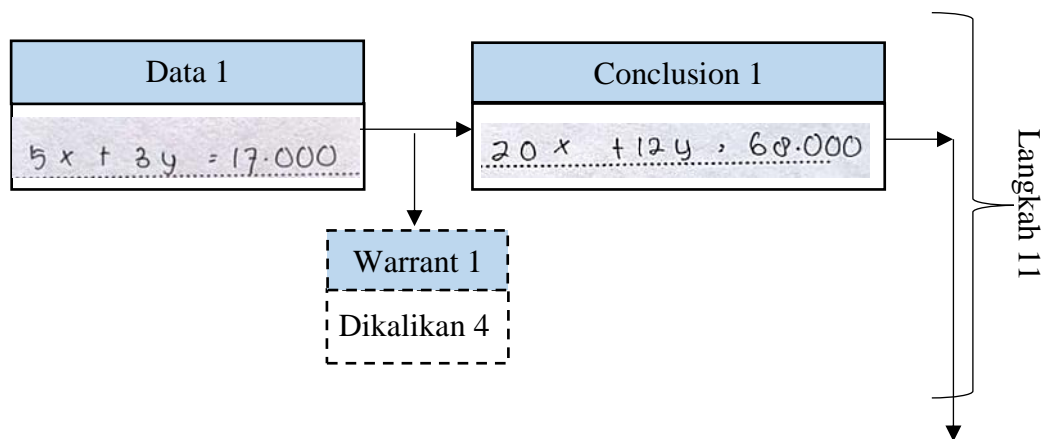 Data 1
5x + 3y = 17.000
Conclusion 1
20x + 12y = 68.000
Warrant 1
Dikalikan 4
Langkah 11